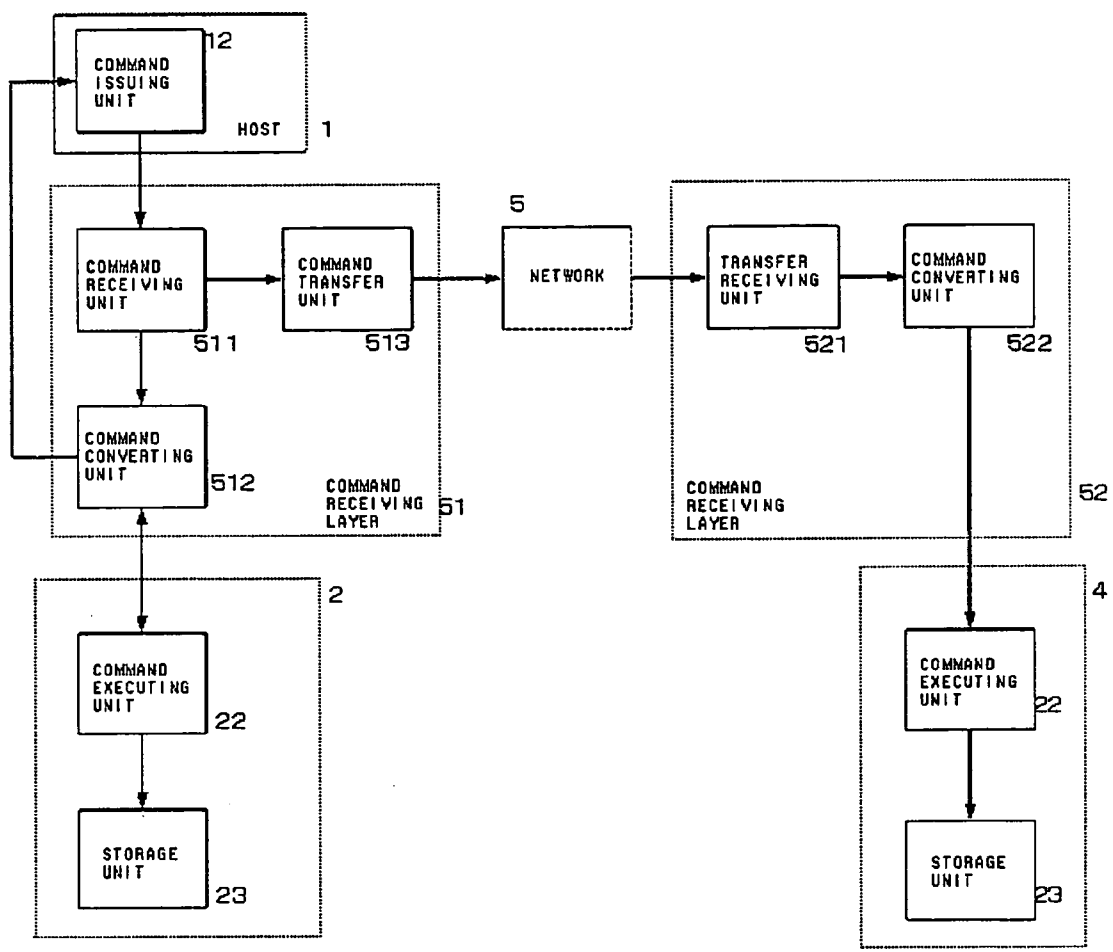 12
COMMAND
ISSUING
UNIT
HOST
1
5
COMMAND
RECEIVING
UNIT
511
COMMAND
TRANSFER
UNIT
513
NETWORK
TRANSFER
RECEIVING
UNIT
521
COMMAND
CONVERTING
UNIT
522
COMMAND
CONVERTING
UNIT
512
COMMAND
RECEIVING
LAYER
51
COMMAND
RECEIVING
LAYER
52
2
COMMAND
EXECUTING
UNIT
22
STORAGE
UNIT
23
4
COMMAND
EXECUTING
UNIT
22
STORAGE
UNIT
23